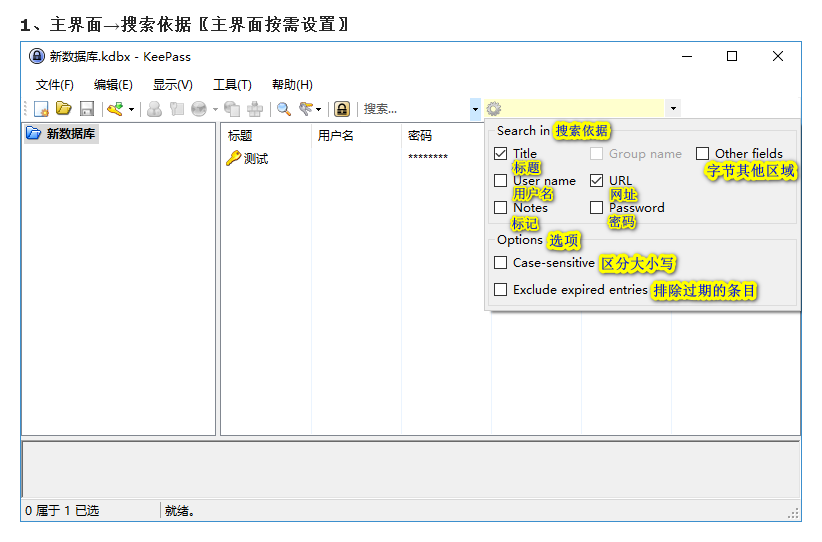 1、主界面→搜索依据〖主界面按需设置〗
新数据库.kdbx - KeePass
文件(F) 编辑(E) 显示(V) 工具(T) 帮助(H)
搜索...
新数据库
标题 用户名 密码
测试 ********
Search in 搜索依据
Title Group name Other fields
标题 字节其他区域
User name URL
用户名 网址
Notes Password
标记 密码
Options 选项
Case-sensitive 区分大小写
Exclude expired entries 排除过期的条目
0 属于 1 已选 就绪。